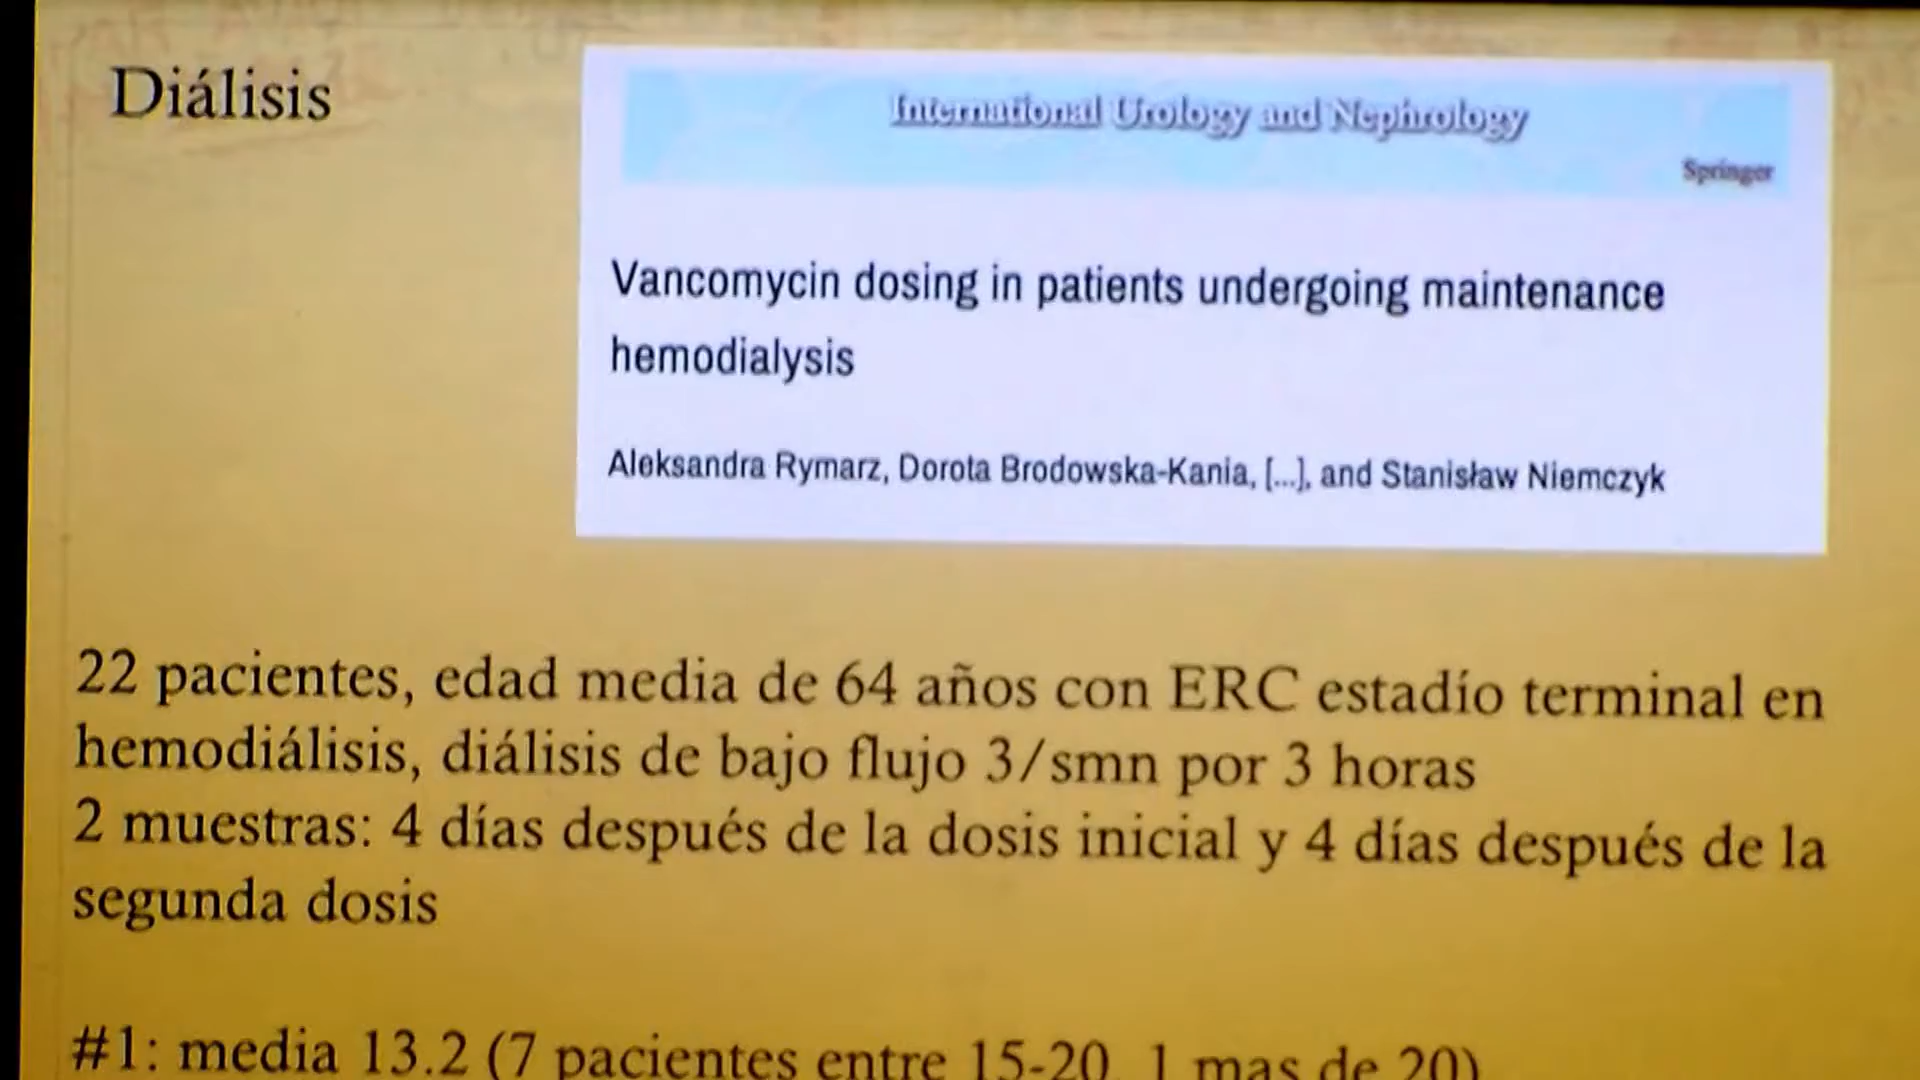 Diálisis
International Urology and Nephrology
Springer
Vancomycin dosing in patients undergoing maintenance
hemodialysis
Aleksandra Rymarz, Dorota Brodowska-Kania, [...], and Stanisław Niemczyk
22 pacientes, edad media de 64 años con ERC estadío terminal en
hemodiálisis, diálisis de bajo flujo 3/smn por 3 horas
2 muestras: 4 días después de la dosis inicial y 4 días después de la
segunda dosis
#1: media 13.2 (7 pacientes entre 15-20, 1 mas de 20)